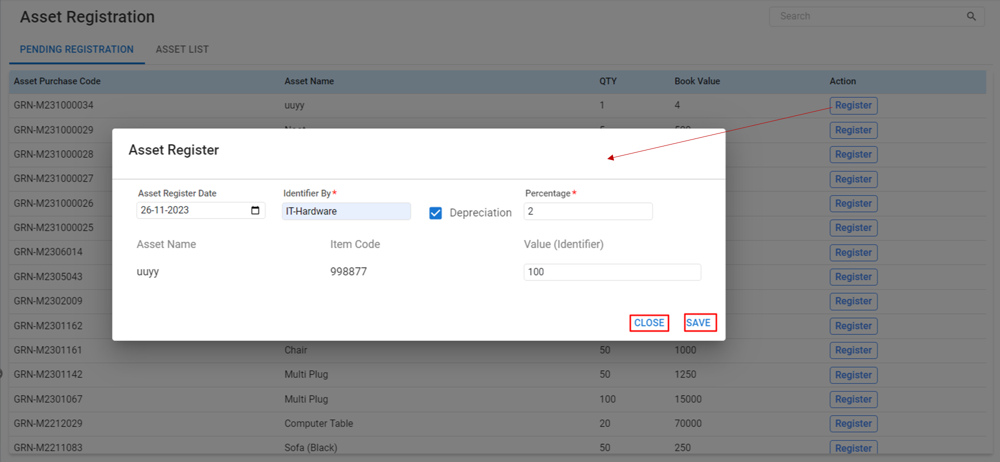 Asset Registration
Search
PENDING REGISTRATION ASSET LIST
Asset Purchase Code Asset Name QTY Book Value Action
GRN-M231000034 uuyy 1 4 Register
GRN-M231000029 Register
GRN-M231000028 Register
GRN-M231000027 Register
GRN-M231000026 Register
GRN-M231000025 Register
GRN-M2306014 Register
GRN-M2305043 Register
GRN-M2302009 Register
GRN-M2301162 Register
Asset Register
Asset Register Date Identifier By* Percentage*
26-11-2023 IT-Hardware Depreciation 2
Asset Name Item Code Value (Identifier)
uuyy 998877 100
CLOSE SAVE
GRN-M2301161 Chair 50 1000 Register
GRN-M2301142 Multi Plug 50 1250 Register
GRN-M2301067 Multi Plug 100 15000 Register
GRN-M2212029 Computer Table 20 70000 Register
GRN-M2211083 Sofa (Black) 50 250 Register